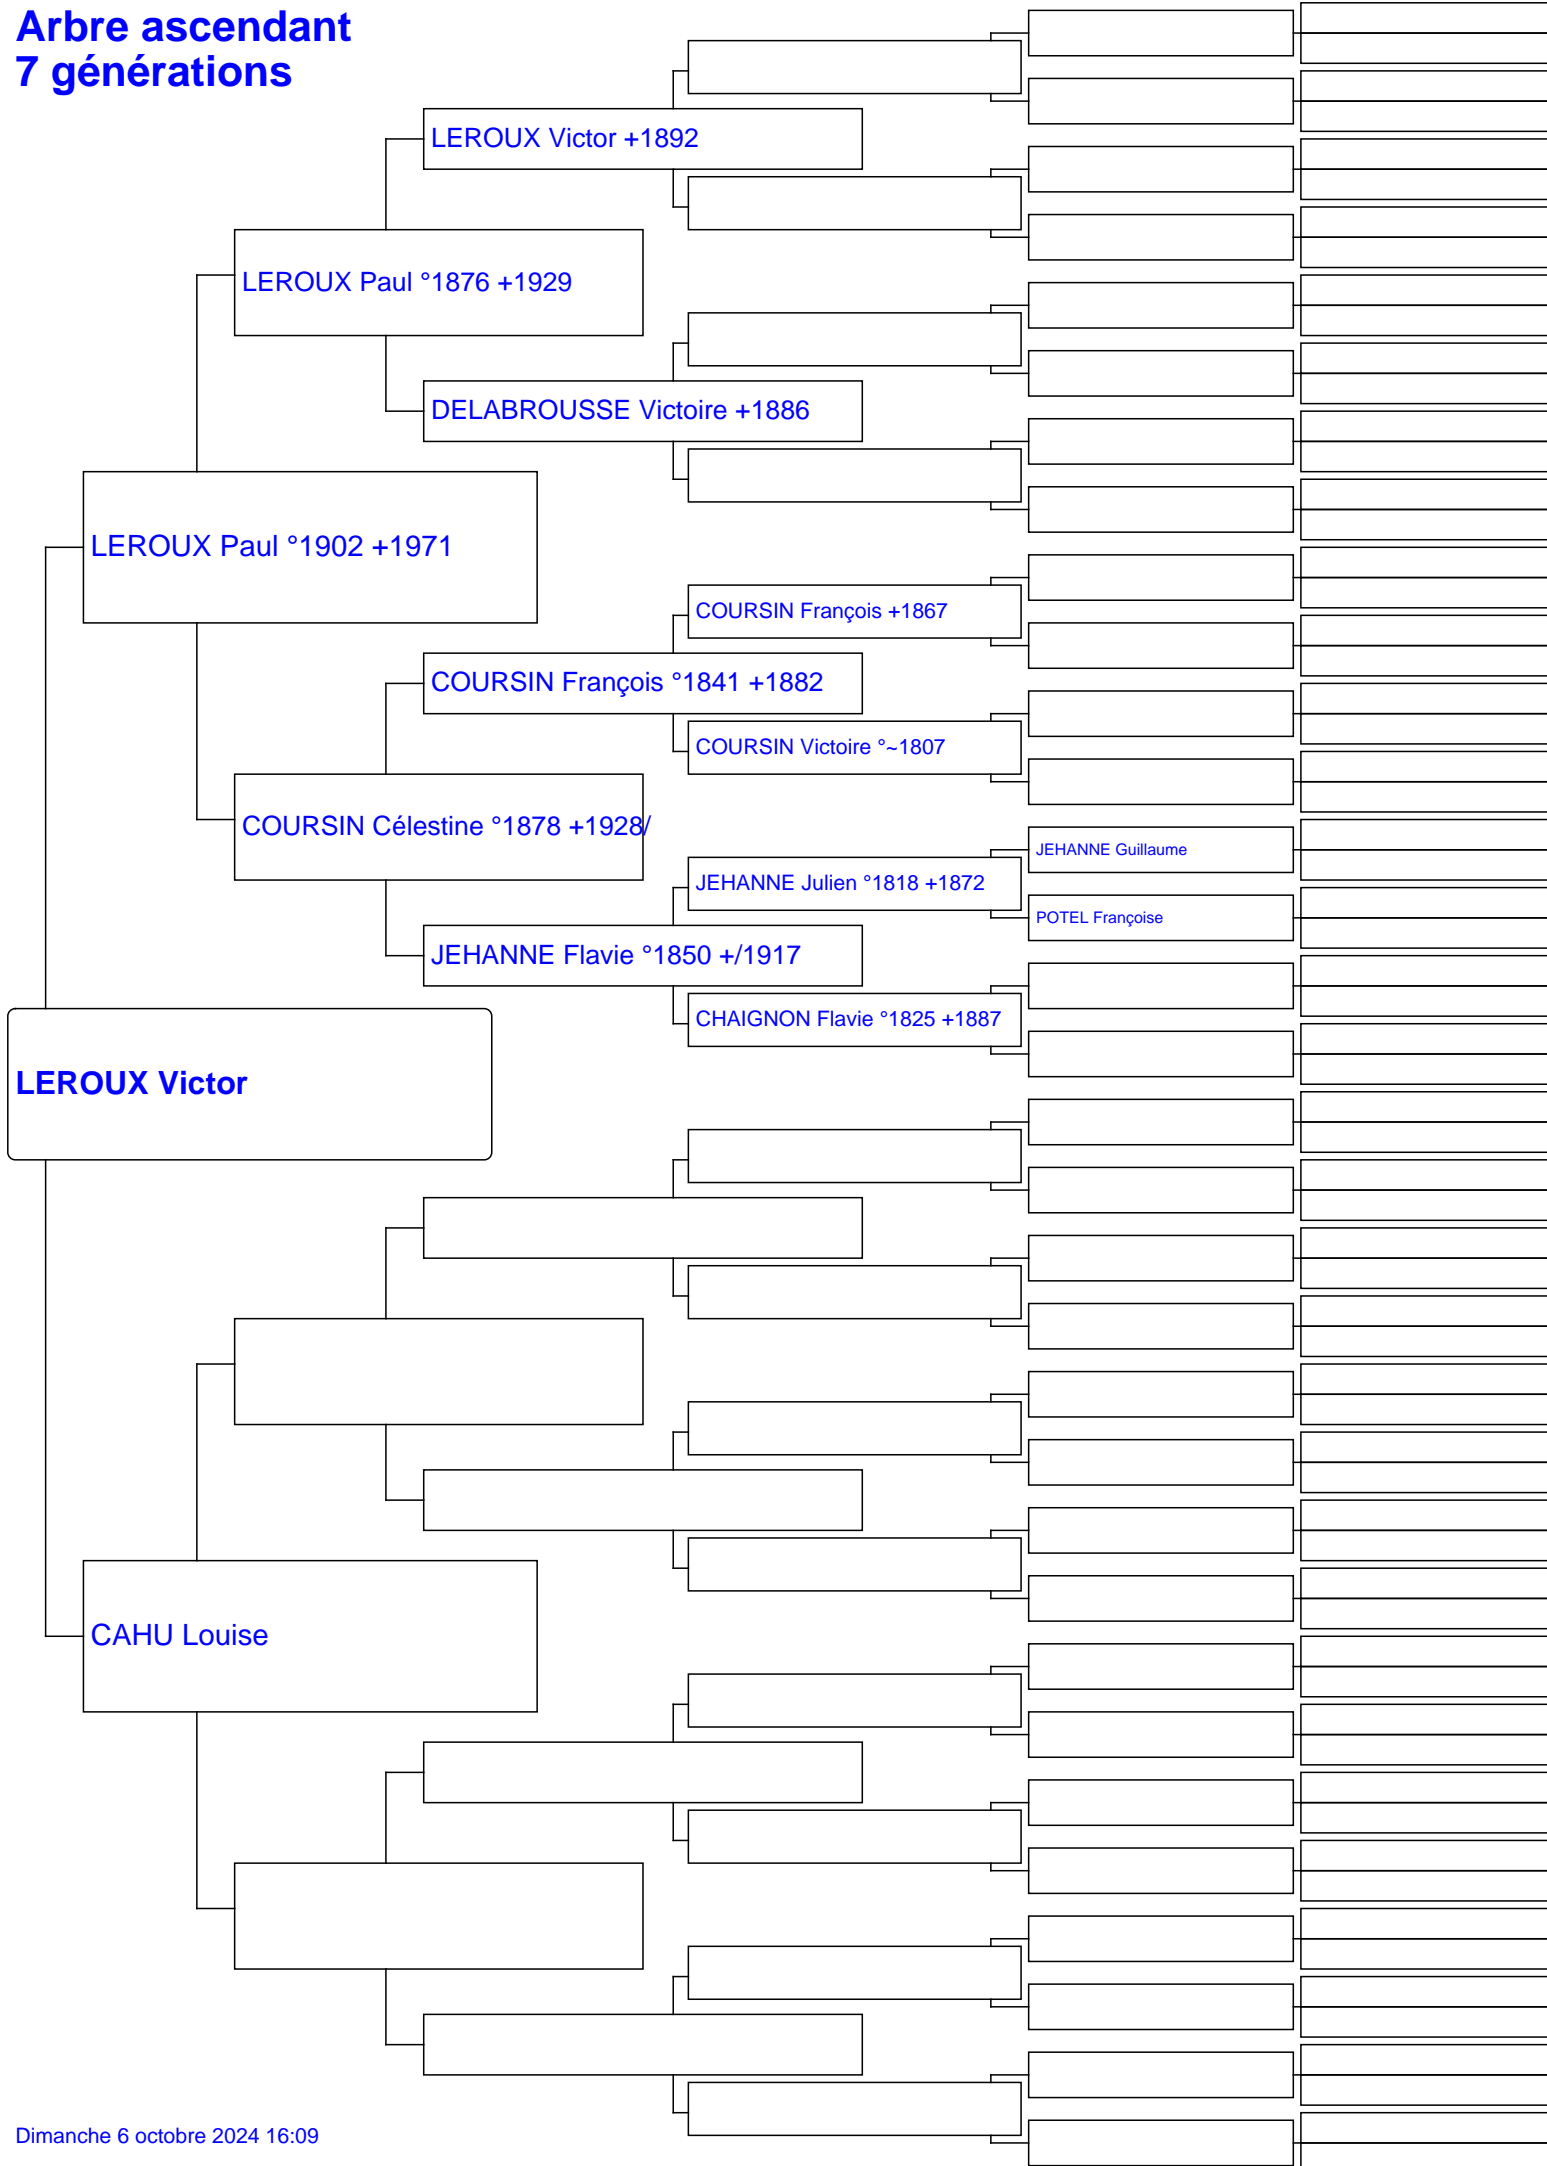 Arbre ascendant
7 générations
LEROUX Victor +1892
LEROUX Paul °1876 +1929
DELABROUSSE Victoire +1886
LEROUX Paul °1902 +1971
COURSIN François +1867
COURSIN François °1841 +1882
COURSIN Victoire °~1807
COURSIN Célestine °1878 +1928/
JEHANNE Guillaume
JEHANNE Julien °1818 +1872
POTEL Françoise
JEHANNE Flavie °1850 +/1917
CHAIGNON Flavie °1825 +1887
LEROUX Victor
CAHU Louise
Dimanche 6 octobre 2024 16:09